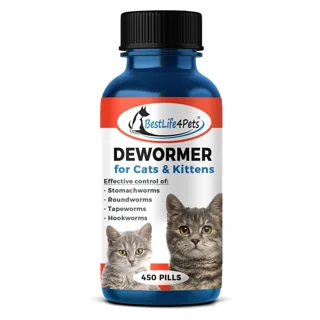 BestLife4Pets®
DEWORMER
for Cats & Kittens
Effective control of:
- Stomachworms
- Roundworms
- Tapeworms
- Hookworms
450 PILLS